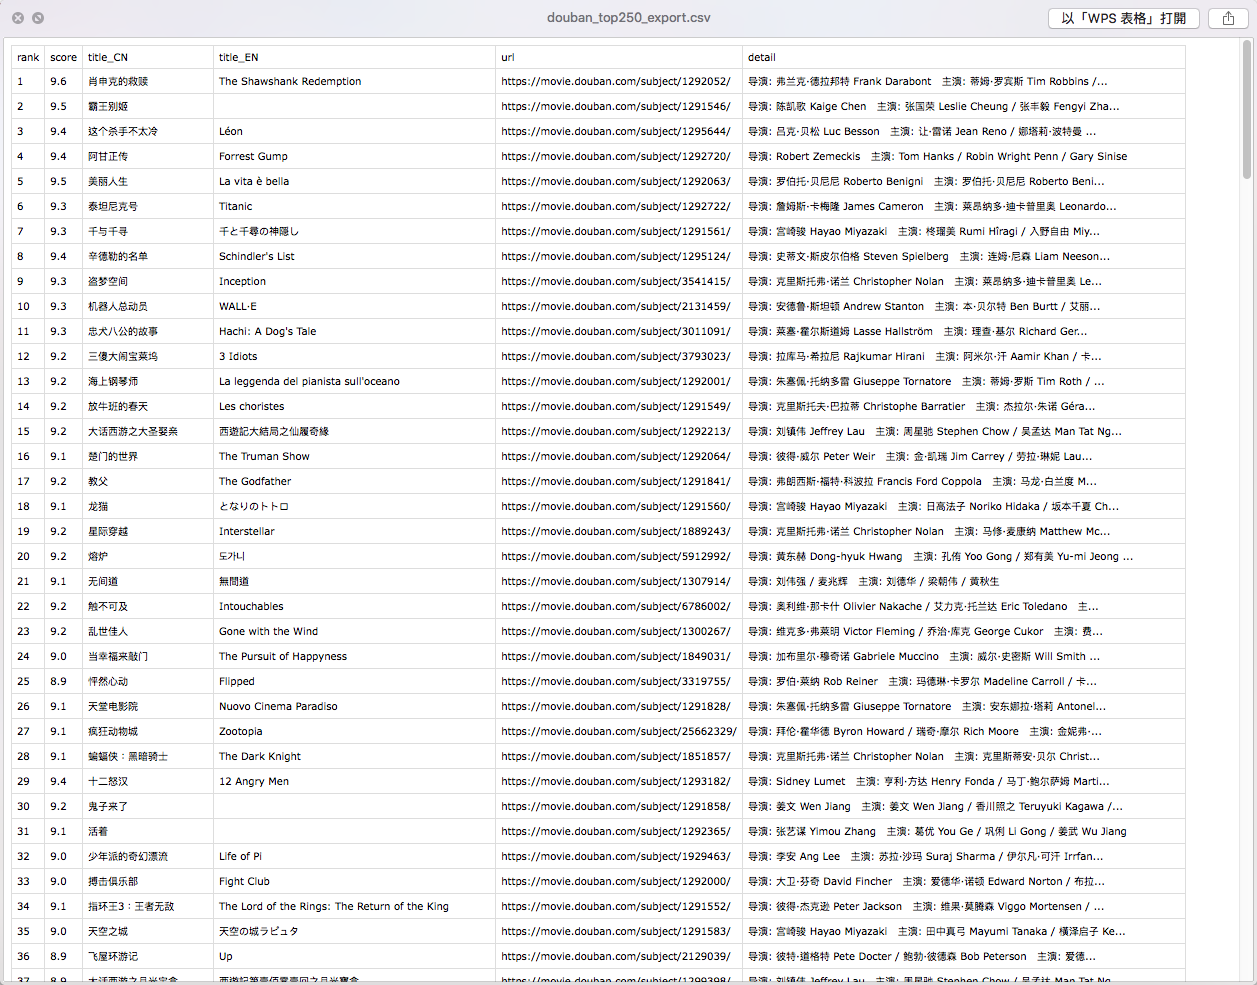 douban_top250_export.csv
以「WPS 表格」打開
rank score title_CN title_EN url detail
1 9.6 肖申克的救赎 The Shawshank Redemption https://movie.douban.com/subject/1292052/ 导演: 弗兰克·德拉邦特 Frank Darabont 主演: 蒂姆·罗宾斯 Tim Robbins /...
2 9.5 霸王别姬 https://movie.douban.com/subject/1291546/ 导演: 陈凯歌 Kaige Chen 主演: 张国荣 Leslie Cheung / 张丰毅 Fengyi Zha...
3 9.4 这个杀手不太冷 Léon https://movie.douban.com/subject/1295644/ 导演: 吕克·贝松 Luc Besson 主演: 让·雷诺 Jean Reno / 娜塔莉·波特曼 ...
4 9.4 阿甘正传 Forrest Gump https://movie.douban.com/subject/1292720/ 导演: Robert Zemeckis 主演: Tom Hanks / Robin Wright Penn / Gary Sinise
5 9.5 美丽人生 La vita è bella https://movie.douban.com/subject/1292063/ 导演: 罗伯托·贝尼尼 Roberto Benigni 主演: 罗伯托·贝尼尼 Roberto Beni...
6 9.3 泰坦尼克号 Titanic https://movie.douban.com/subject/1292722/ 导演: 詹姆斯·卡梅隆 James Cameron 主演: 莱昂纳多·迪卡普里奥 Leonardo...
7 9.3 千与千寻 千と千尋の神隠し https://movie.douban.com/subject/1291561/ 导演: 宫崎骏 Hayao Miyazaki 主演: 柊瑠美 Rumi Hîragi / 入野自由 Miy...
8 9.4 辛德勒的名单 Schindler's List https://movie.douban.com/subject/1295124/ 导演: 史蒂文·斯皮尔伯格 Steven Spielberg 主演: 连姆·尼森 Liam Neeson...
9 9.3 盗梦空间 Inception https://movie.douban.com/subject/3541415/ 导演: 克里斯托弗·诺兰 Christopher Nolan 主演: 莱昂纳多·迪卡普里奥 Le...
10 9.3 机器人总动员 WALL·E https://movie.douban.com/subject/2131459/ 导演: 安德鲁·斯坦顿 Andrew Stanton 主演: 本·贝尔特 Ben Burtt / 艾丽...
11 9.3 忠犬八公的故事 Hachi: A Dog's Tale https://movie.douban.com/subject/3011091/ 导演: 莱塞·霍尔斯道姆 Lasse Hallström 主演: 理查·基尔 Richard Ger...
12 9.2 三傻大闹宝莱坞 3 Idiots https://movie.douban.com/subject/3793023/ 导演: 拉库马·希拉尼 Rajkumar Hirani 主演: 阿米尔·汗 Aamir Khan / 卡...
13 9.2 海上钢琴师 La leggenda del pianista sull'oceano https://movie.douban.com/subject/1292001/ 导演: 朱塞佩·托纳多雷 Giuseppe Tornatore 主演: 蒂姆·罗斯 Tim Roth / ...
14 9.2 放牛班的春天 Les choristes https://movie.douban.com/subject/1291549/ 导演: 克里斯托夫·巴拉蒂 Christophe Barratier 主演: 杰拉尔·朱诺 Géra...
15 9.2 大话西游之大圣娶亲 西遊記大結局之仙履奇緣 https://movie.douban.com/subject/1292213/ 导演: 刘镇伟 Jeffrey Lau 主演: 周星驰 Stephen Chow / 吴孟达 Man Tat Ng...
16 9.1 楚门的世界 The Truman Show https://movie.douban.com/subject/1292064/ 导演: 彼得·威尔 Peter Weir 主演: 金·凯瑞 Jim Carrey / 劳拉·琳妮 Lau...
17 9.2 教父 The Godfather https://movie.douban.com/subject/1291841/ 导演: 弗朗西斯·福特·科波拉 Francis Ford Coppola 主演: 马龙·白兰度 M...
18 9.1 龙猫 となりのトトロ https://movie.douban.com/subject/1291560/ 导演: 宫崎骏 Hayao Miyazaki 主演: 日高法子 Noriko Hidaka / 坂本千夏 Ch...
19 9.2 星际穿越 Interstellar https://movie.douban.com/subject/1889243/ 导演: 克里斯托弗·诺兰 Christopher Nolan 主演: 马修·麦康纳 Matthew Mc...
20 9.2 熔炉 도가니 https://movie.douban.com/subject/5912992/ 导演: 黄东赫 Dong-hyuk Hwang 主演: 孔侑 Yoo Gong / 郑有美 Yu-mi Jeong ...
21 9.1 无间道 無間道 https://movie.douban.com/subject/1307914/ 导演: 刘伟强 / 麦兆辉 主演: 刘德华 / 梁朝伟 / 黄秋生
22 9.2 触不可及 Intouchables https://movie.douban.com/subject/6786002/ 导演: 奥利维·那卡什 Olivier Nakache / 艾力克·托兰达 Eric Toledano 主...
23 9.2 乱世佳人 Gone with the Wind https://movie.douban.com/subject/1300267/ 导演: 维克多·弗莱明 Victor Fleming / 乔治·库克 George Cukor 主演: 费...
24 9.0 当幸福来敲门 The Pursuit of Happyness https://movie.douban.com/subject/1849031/ 导演: 加布里尔·穆奇诺 Gabriele Muccino 主演: 威尔·史密斯 Will Smith ...
25 8.9 怦然心动 Flipped https://movie.douban.com/subject/3319755/ 导演: 罗伯·莱纳 Rob Reiner 主演: 玛德琳·卡罗尔 Madeline Carroll / 卡...
26 9.1 天堂电影院 Nuovo Cinema Paradiso https://movie.douban.com/subject/1291828/ 导演: 朱塞佩·托纳多雷 Giuseppe Tornatore 主演: 安东娜拉·塔莉 Antonel...
27 9.1 疯狂动物城 Zootopia https://movie.douban.com/subject/25662329/ 导演: 拜伦·霍华德 Byron Howard / 瑞奇·摩尔 Rich Moore 主演: 金妮弗·...
28 9.1 蝙蝠侠：黑暗骑士 The Dark Knight https://movie.douban.com/subject/1851857/ 导演: 克里斯托弗·诺兰 Christopher Nolan 主演: 克里斯蒂安·贝尔 Christ...
29 9.4 十二怒汉 12 Angry Men https://movie.douban.com/subject/1293182/ 导演: Sidney Lumet 主演: 亨利·方达 Henry Fonda / 马丁·鲍尔萨姆 Marti...
30 9.2 鬼子来了 https://movie.douban.com/subject/1291858/ 导演: 姜文 Wen Jiang 主演: 姜文 Wen Jiang / 香川照之 Teruyuki Kagawa /...
31 9.1 活着 https://movie.douban.com/subject/1292365/ 导演: 张艺谋 Yimou Zhang 主演: 葛优 You Ge / 巩俐 Li Gong / 姜武 Wu Jiang
32 9.0 少年派的奇幻漂流 Life of Pi https://movie.douban.com/subject/1929463/ 导演: 李安 Ang Lee 主演: 苏拉·沙玛 Suraj Sharma / 伊尔凡·可汗 Irrfan...
33 9.0 搏击俱乐部 Fight Club https://movie.douban.com/subject/1292000/ 导演: 大卫·芬奇 David Fincher 主演: 爱德华·诺顿 Edward Norton / 布拉...
34 9.1 指环王3：王者无敌 The Lord of the Rings: The Return of the King https://movie.douban.com/subject/1291552/ 导演: 彼得·杰克逊 Peter Jackson 主演: 维果·莫腾森 Viggo Mortensen / ...
35 9.0 天空之城 天空の城ラピュタ https://movie.douban.com/subject/1291583/ 导演: 宫崎骏 Hayao Miyazaki 主演: 田中真弓 Mayumi Tanaka / 横泽启子 Ke...
36 8.9 飞屋环游记 Up https://movie.douban.com/subject/2129039/ 导演: 彼特·道格特 Pete Docter / 鲍勃·彼德森 Bob Peterson 主演: 爱德...
37 8.9 大话西游之月光宝盒 西遊記第壹佰零壹回之月光寶盒 https://movie.douban.com/subject/1299398/ 导演: 刘镇伟 Jeffrey Lau 主演: 周星驰 Stephen Chow / 吴孟达 Man Tat Ng...